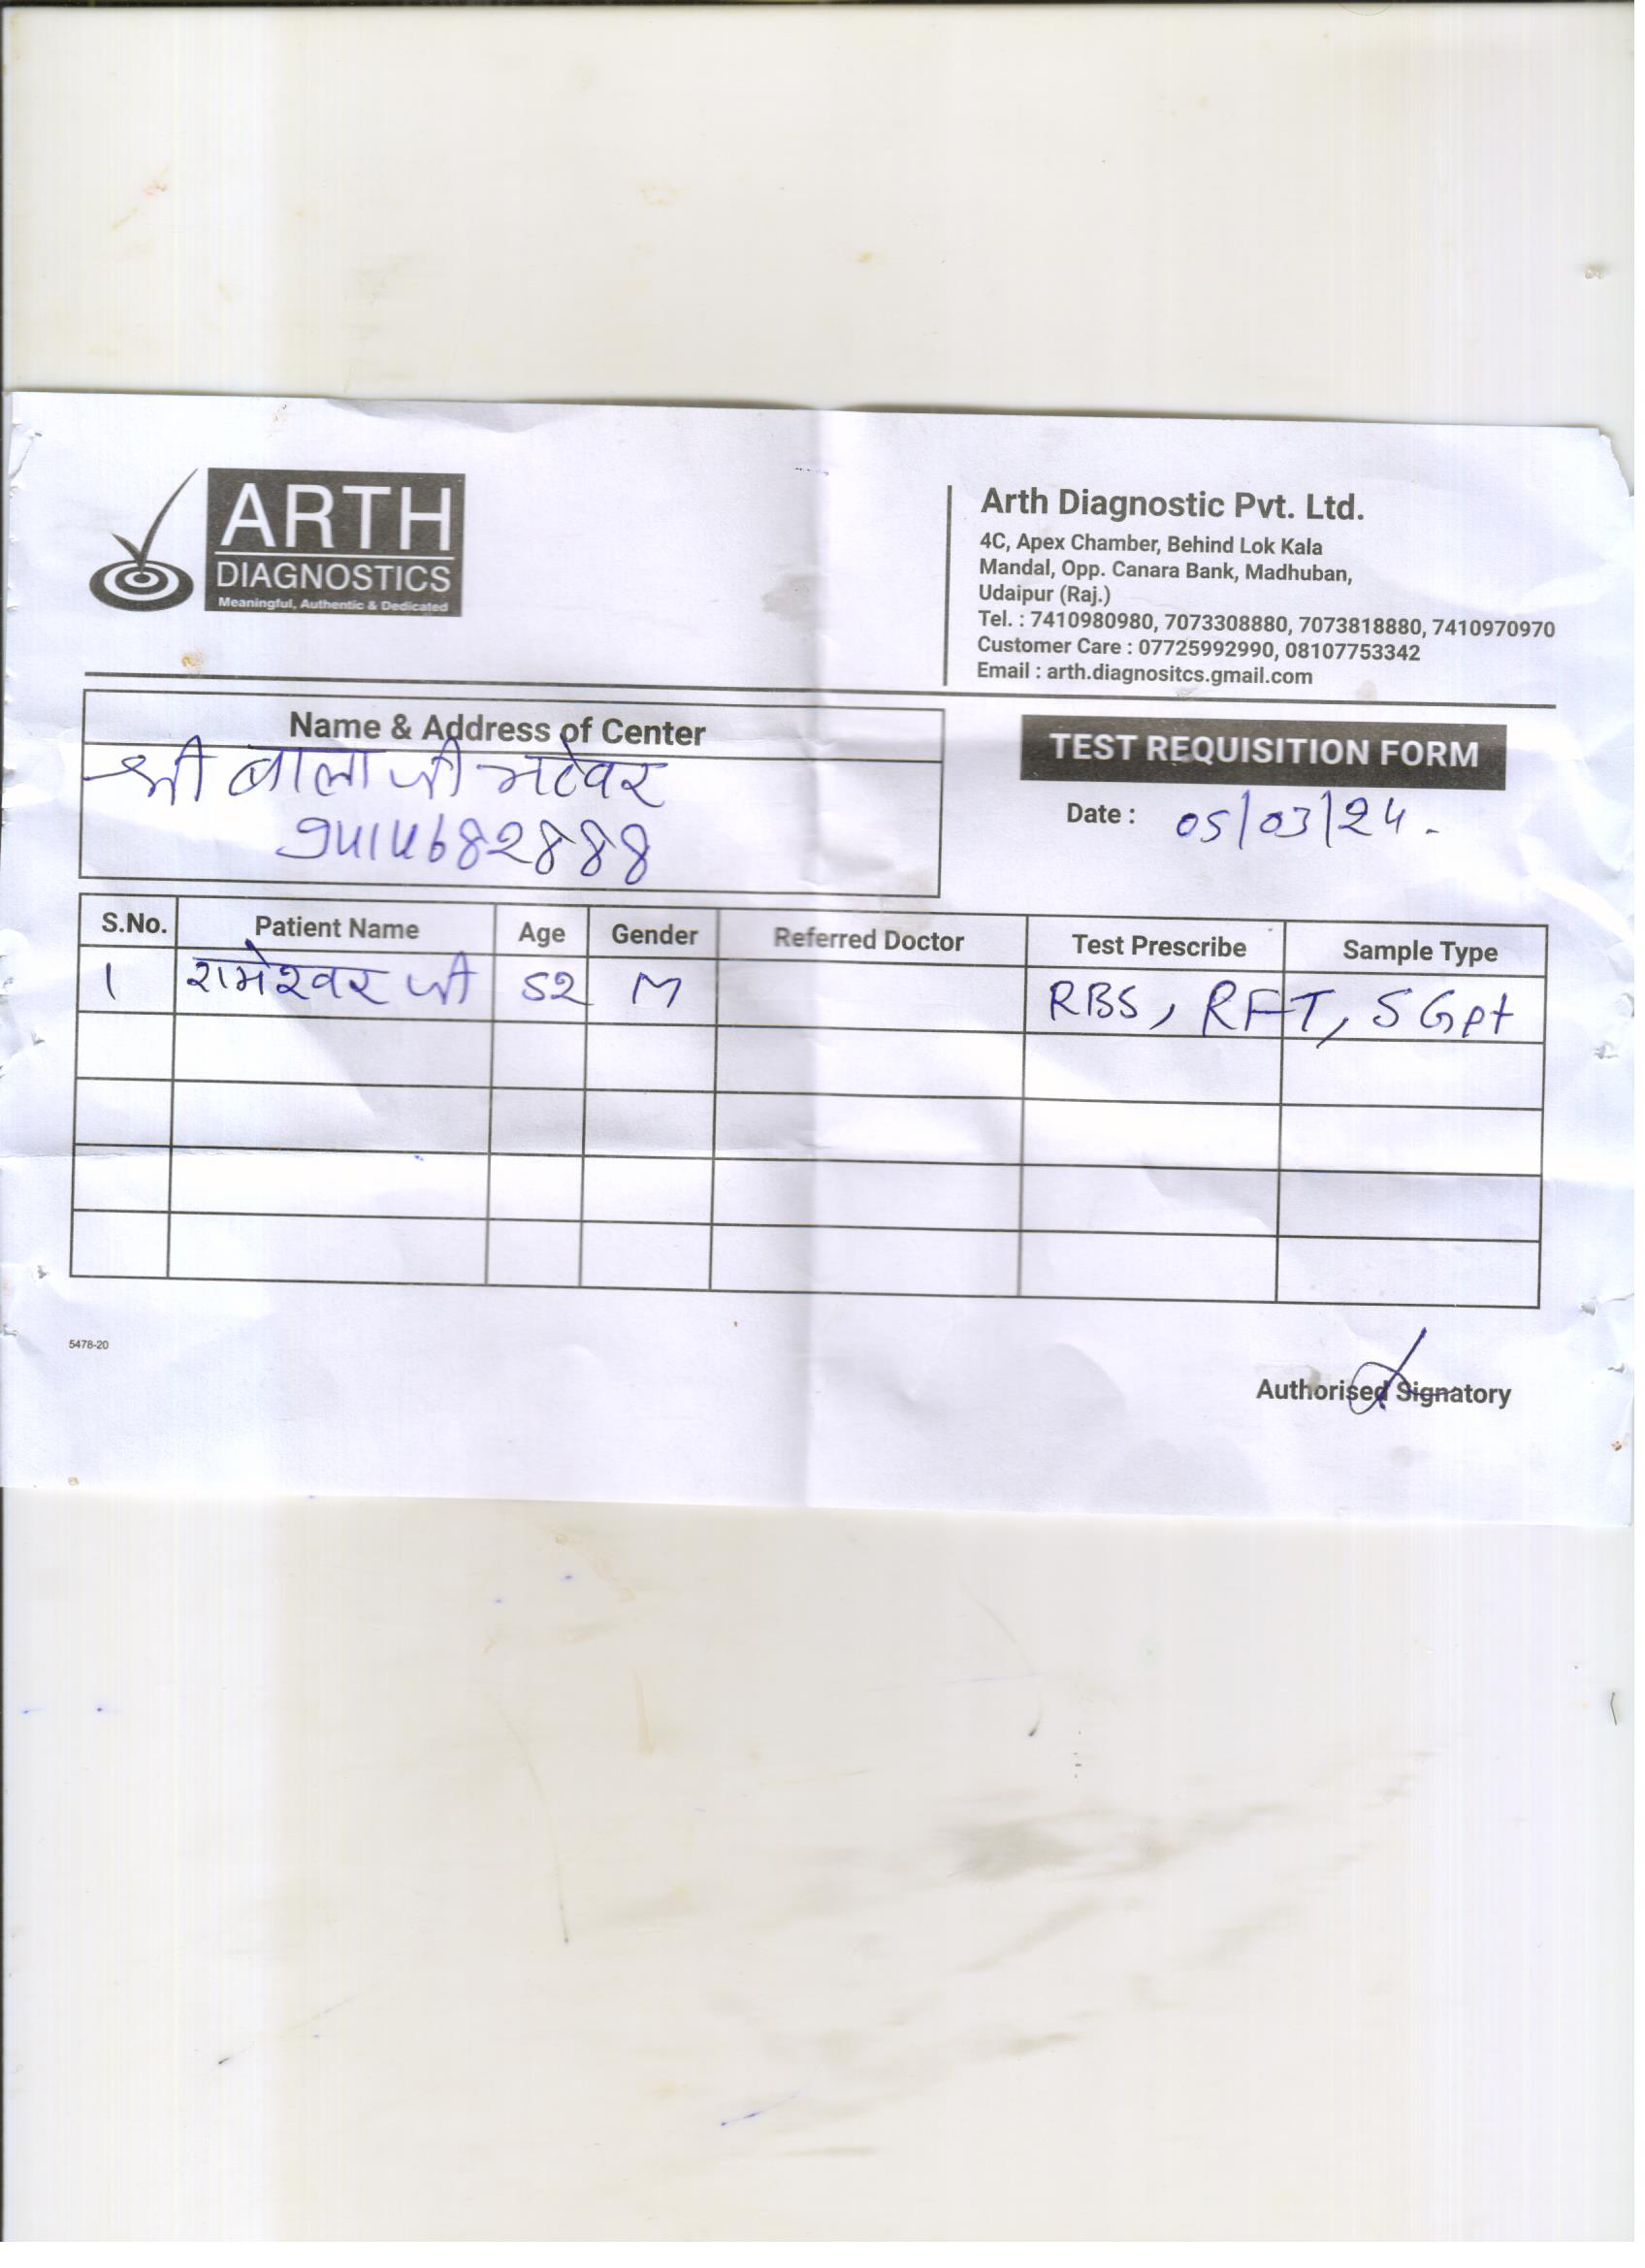 ARTH
DIAGNOSTICS
Meaningful, Authentic & Dedicated
Arth Diagnostic Pvt. Ltd.
4C, Apex Chamber, Behind Lok Kala
Mandal, Opp. Canara Bank, Madhuban,
Udaipur (Raj.)
Tel. : 7410980980, 7073308880, 7073818880, 7410970970
Customer Care : 07725992990, 08107753342
Email : arth.diagnositcs.gmail.com
Name & Address of Center
श्री बालाजी भटेवर
9414682888
TEST REQUISITION FORM
Date : 05/03/24.
S.No. Patient Name Age Gender Referred Doctor Test Prescribe Sample Type
1 रामेश्वर जी 52 M RBS, RFT, SGpt
5478-20
Authorised Signatory